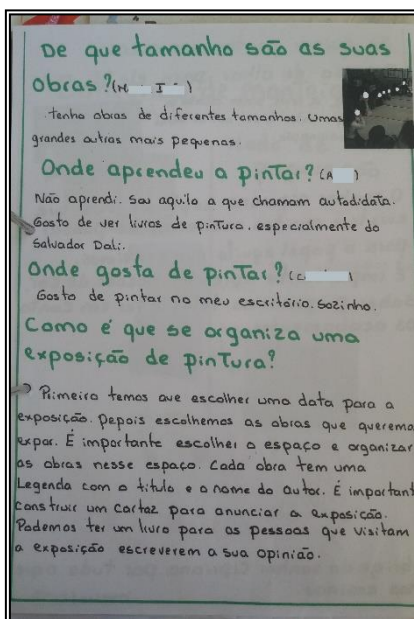 De que tamanho são as suas
obras? (M I )
. tenho obras de diferentes tamanhos. Umas
grandes outras mais pequenas.
Onde aprendeu a pintar? (A )
Não aprendi. Sou aquilo a que chamam autodidata.
Gosto de ver livros de pintura. especialmente do
Salvador Dali.
Onde gosta de pintar? (C )
Gosto de pintar no meu escritório. sozinho.
Como é que se organiza uma
exposição de pintura?
Primeiro temos que escolher uma data para a
exposição. Depois escolhemos as obras que querem
expor. É importante escolher o espaço e organizar
as obras nesse espaço. Cada obra tem uma
Legenda com o título e o nome do autor. É important
construir um cartaz para anunciar a exposição.
Podemos ter um livro para as pessoas que visitam
a exposição escreverem a sua opinião.